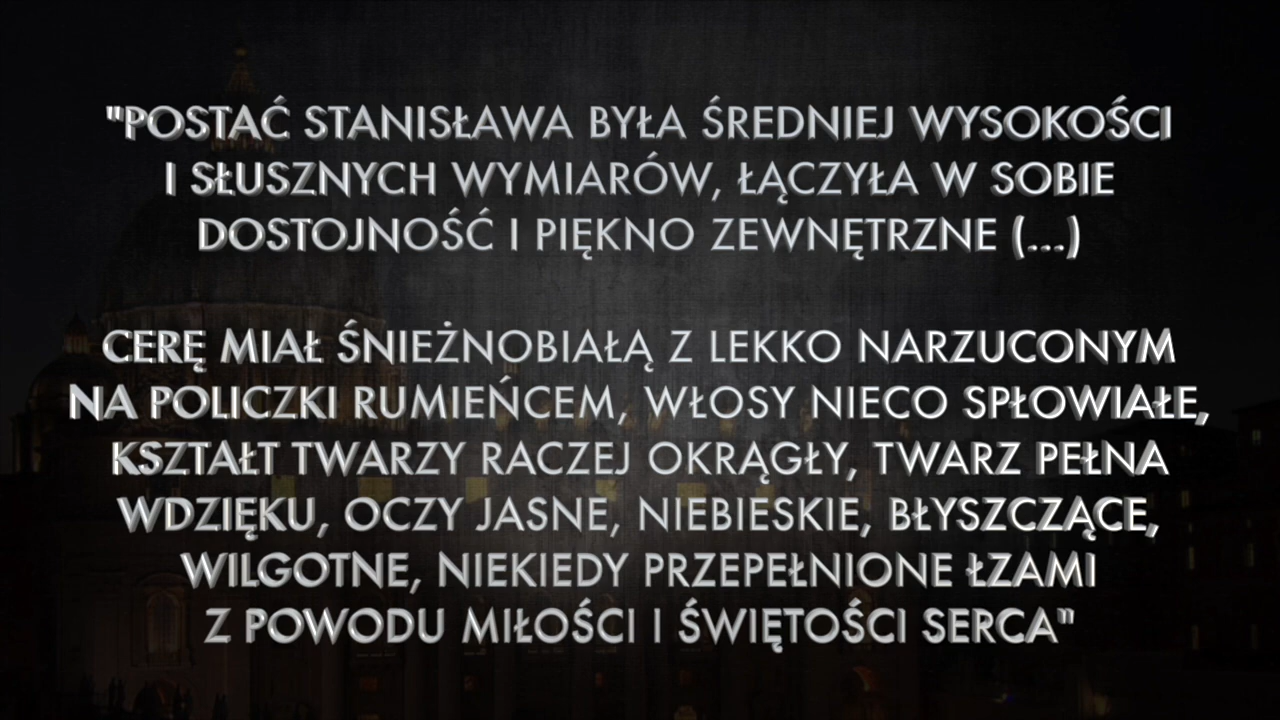 "POSTAĆ STANISŁAWA BYŁA ŚREDNIEJ WYSOKOŚCI
I SŁUSZNYCH WYMIARÓW, ŁĄCZYŁA W SOBIE
DOSTOJNOŚĆ I PIĘKNO ZEWNĘTRZNE (...)
CERĘ MIAŁ ŚNIEŻNOBIAŁĄ Z LEKKO NARZUCONYM
NA POLICZKI RUMIEŃCEM, WŁOSY NIECO SPŁOWIAŁE,
KSZTAŁT TWARZY RACZEJ OKRĄGŁY, TWARZ PEŁNA
WDZIĘKU, OCZY JASNE, NIEBIESKIE, BŁYSZCZĄCE,
WILGOTNE, NIEKIEDY PRZEPEŁNIONE ŁZAMI
Z POWODU MIŁOŚCI I ŚWIĘTOŚCI SERCA"